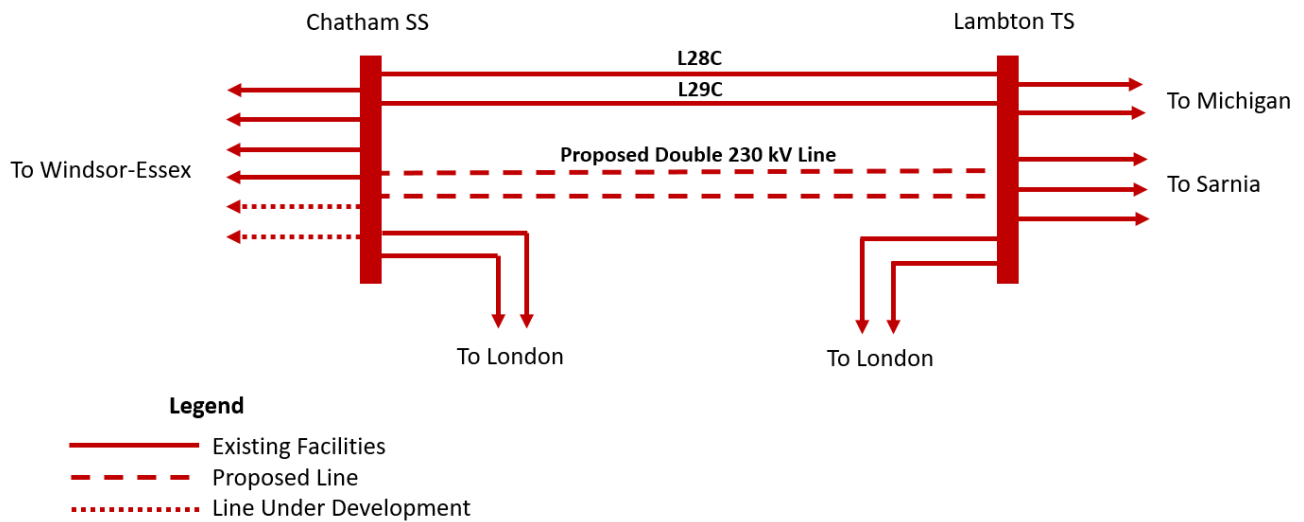 Chatham SS
Lambton TS
L28C
L29C
To Michigan
Proposed Double 230 kV Line
To Windsor-Essex
To Sarnia
To London
To London
Legend
Existing Facilities
Proposed Line
Line Under Development